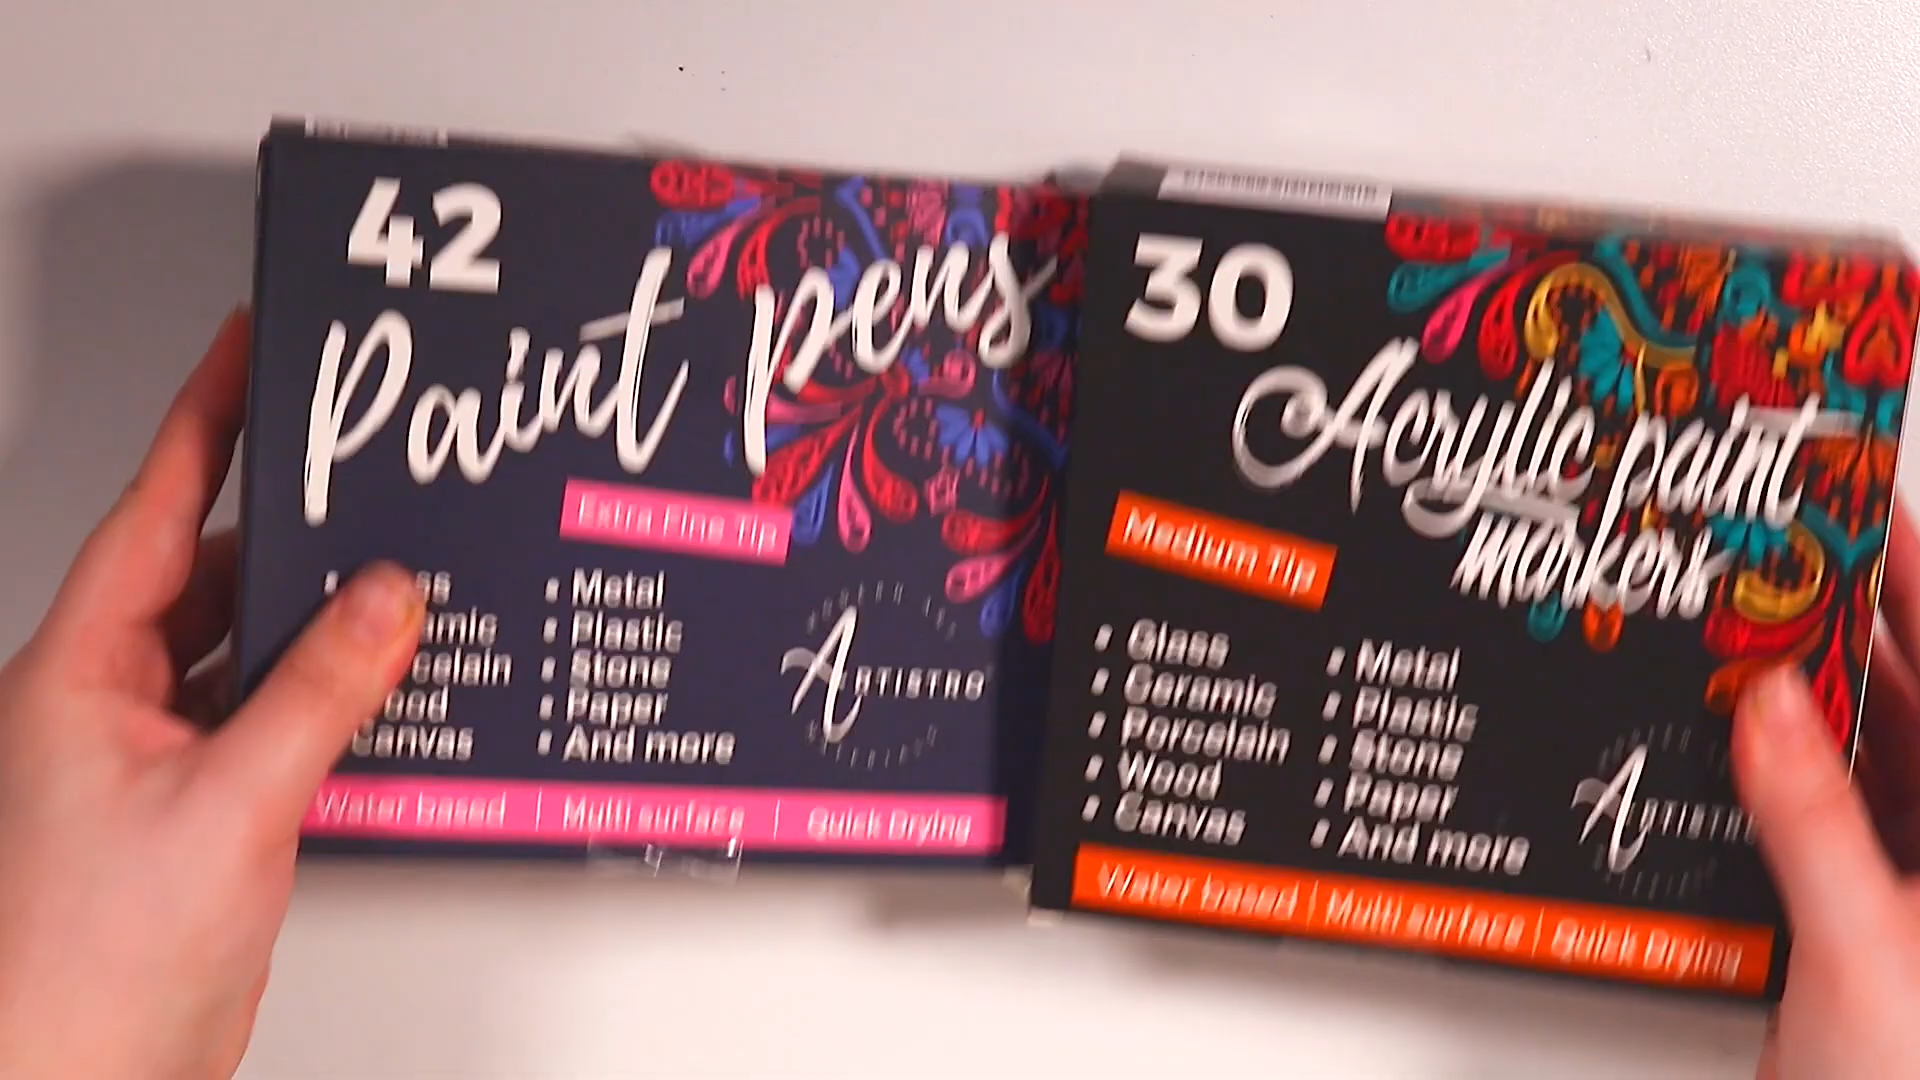 42
Paint pens
Extra Fine Tip
Canvas
Metal
Plastic
Stone
Paper
And more
ARTISTRO
Water based | Multi surface | Quick Drying
30
Acrylic paint
markers
Medium Tip
Glass
Ceramic
Porcelain
Wood
Canvas
Metal
Plastic
Stone
Paper
And more
Water based | Multi surface | Quick Drying